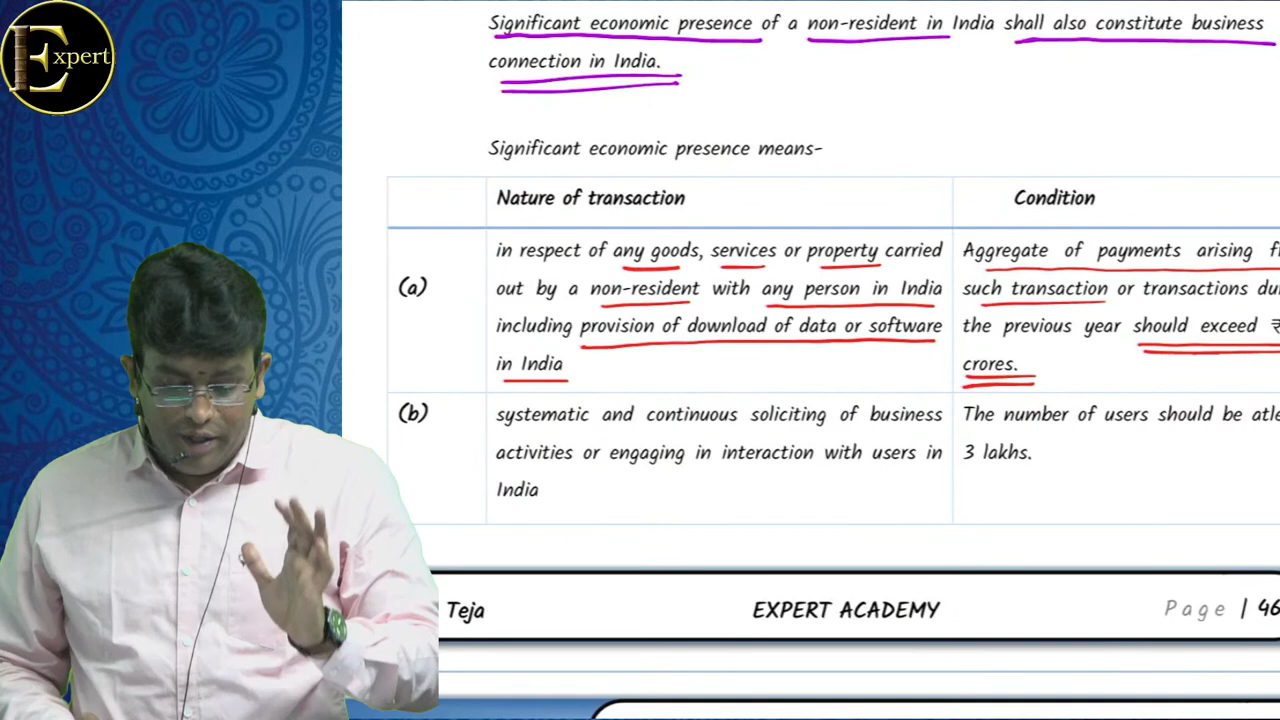 Expert
Significant economic presence of a non-resident in India shall also constitute business
connection in India.
Significant economic presence means-
Nature of transaction Condition
in respect of any goods, services or property carried Aggregate of payments arising
(a) out by a non-resident with any person in India such transaction or transactions
including provision of download of data or software the previous year should exceed ₹
in India crores.
(b) systematic and continuous soliciting of business The number of users should be
activities or engaging in interaction with users in 3 lakhs.
India
Teja EXPERT ACADEMY Page | 46